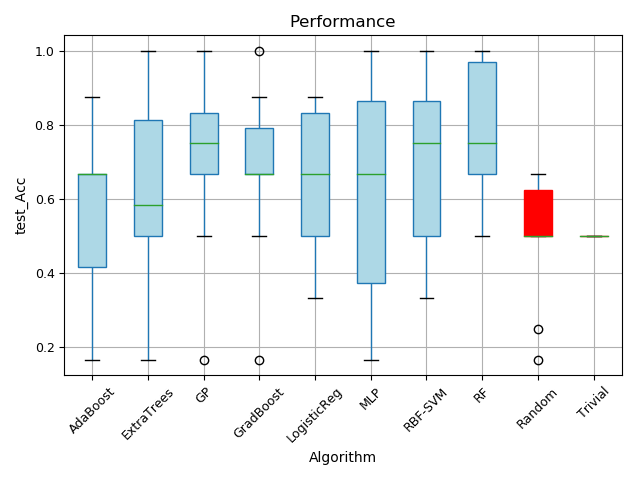 Performance
1.0
0.8
0.6
0.4
0.2
test_Acc
AdaBoost
ExtraTrees
GP
GradBoost
LogisticReg
MLP
RBF-SVM
RF
Random
Trivial
Algorithm